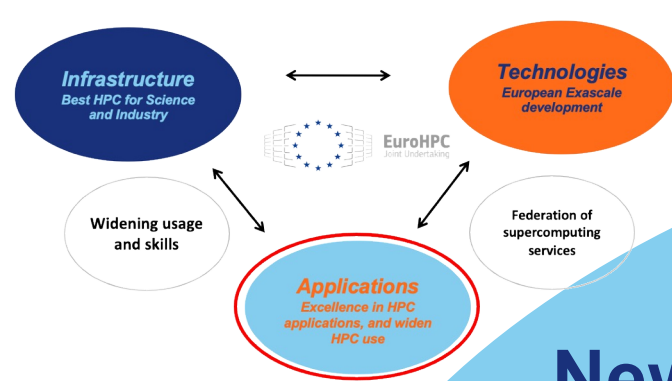 Infrastructure
Best HPC for Science
and Industry
Technologies
European Exascale
development
EuroHPC
Joint Undertaking
Widening usage
and skills
Federation of
supercomputing
services
Applications
Excellence in HPC
applications, and widen
HPC use